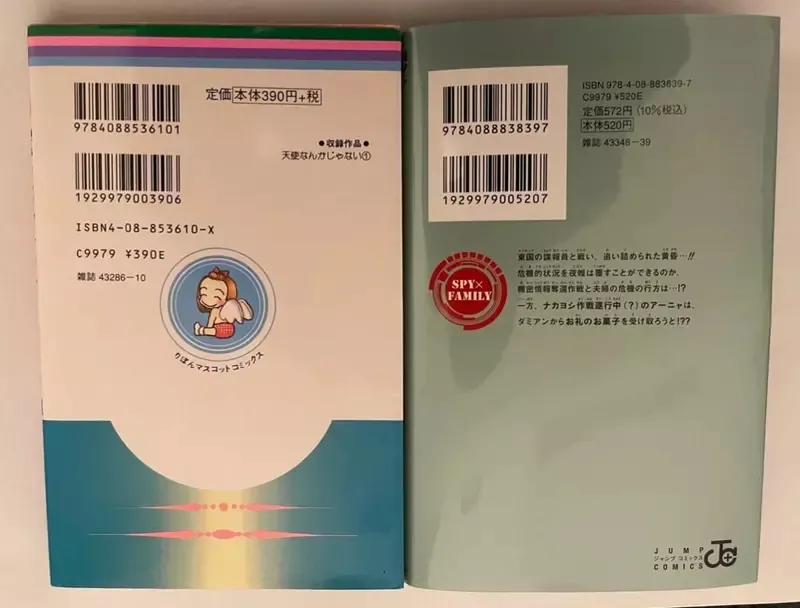 9784088536101
定価 本体390円+税
●収録作品●
天使なんかじゃない①
1929979003906
ISBN4-08-853610-X
C9979 ¥390E
雑誌 43286-10
りぼんマスコットコミックス
ISBN 978-4-08-883839-7
C9979 ¥520E
定価572円(10%税込)
本体520円
雑誌 43348-39
9784088838397
1929979005207
SPY×
FAMILY
東国の諜報員と戦い、追い詰められた黄昏…!!
危機的状況を夜帷は覆すことができるのか、
機密情報奪還作戦と夫婦の危機の行方は…!?
一方、ナカヨシ作戦遂行中(?)のアーニャは、
ダミアンからお礼のお菓子を受け取ろうと!??
JUMP
ジャンプ コミックス
COMICS